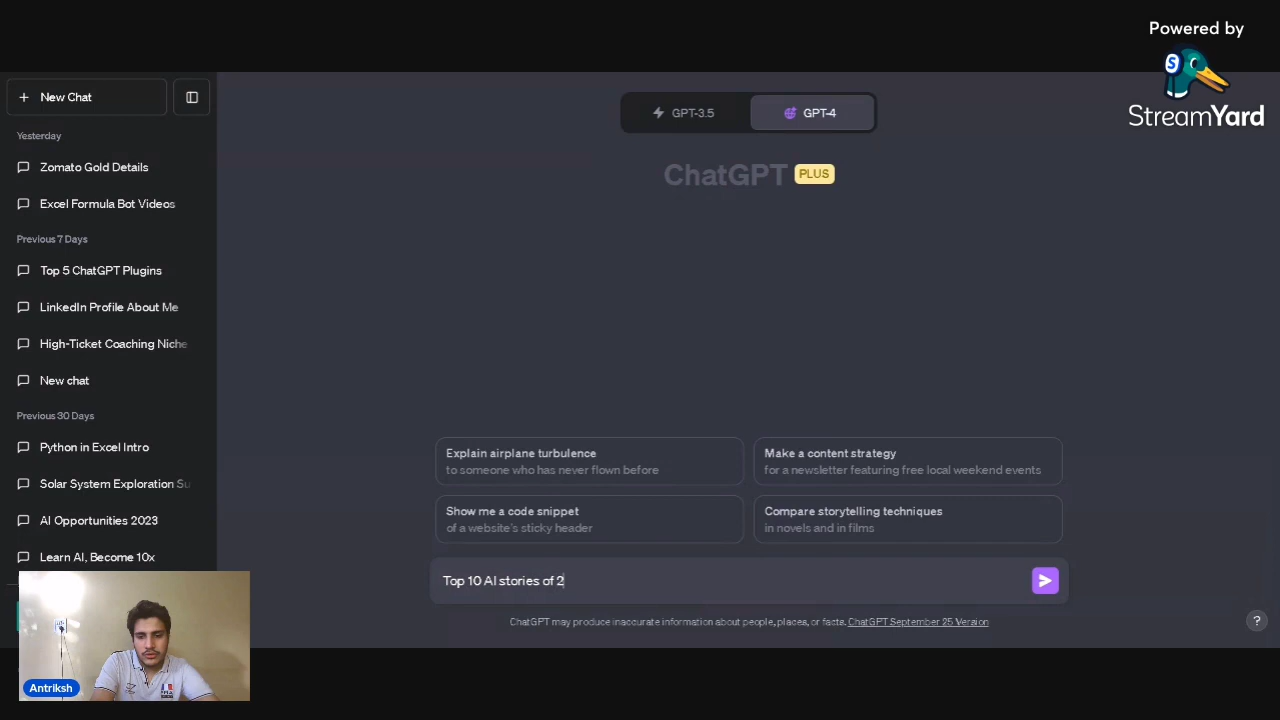 Powered by
StreamYard
New Chat
Yesterday
Zomato Gold Details
Excel Formula Bot Videos
Previous 7 Days
Top 5 ChatGPT Plugins
LinkedIn Profile About Me
High-Ticket Coaching Niche
New chat
Previous 30 Days
Python in Excel Intro
Solar System Exploration Su
AI Opportunities 2023
Learn AI, Become 10x
GPT-3.5
GPT-4
ChatGPT PLUS
Explain airplane turbulence
to someone who has never flown before
Make a content strategy
for a newsletter featuring free local weekend events
Show me a code snippet
of a website's sticky header
Compare storytelling techniques
in novels and in films
Top 10 AI stories of 2
ChatGPT may produce inaccurate information about people, places, or facts. ChatGPT September 25 Version
?
Antriksh